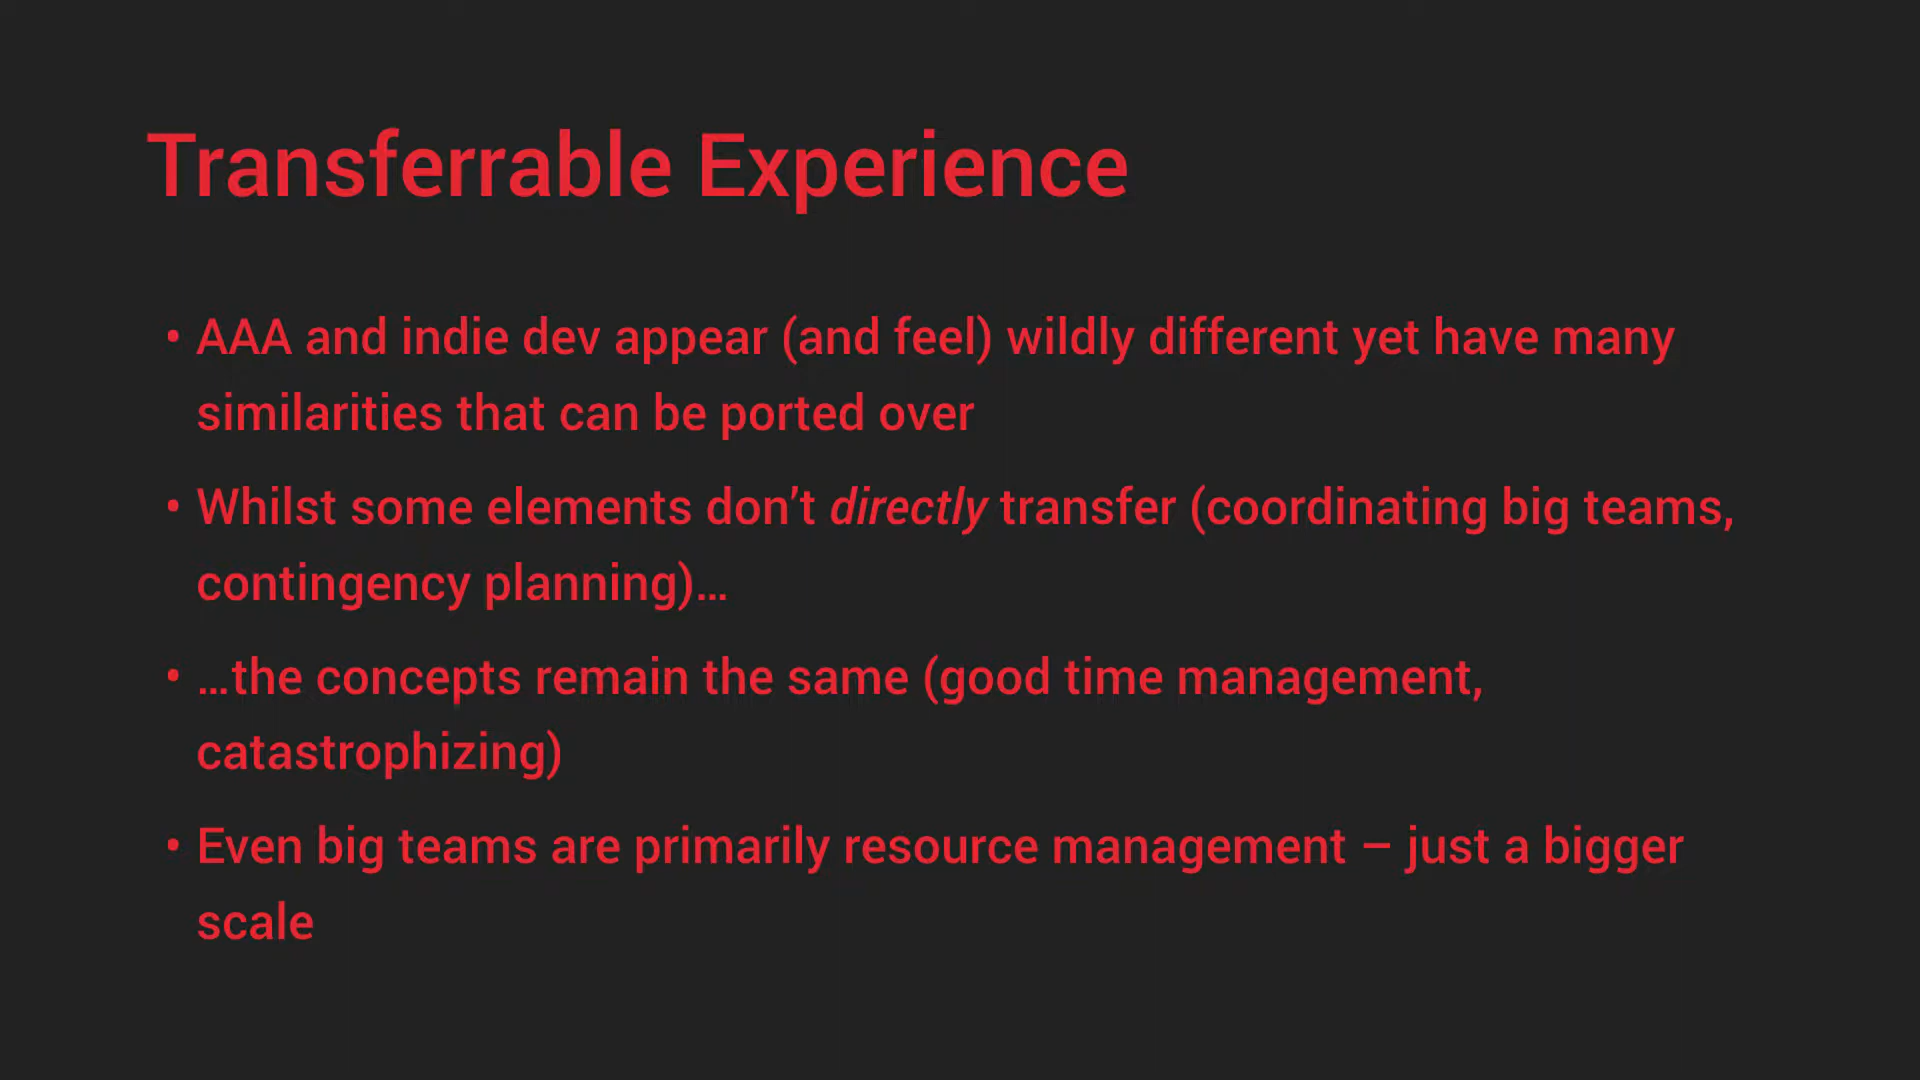 Transferrable Experience
• AAA and indie dev appear (and feel) wildly different yet have many
similarities that can be ported over
• Whilst some elements don’t directly transfer (coordinating big teams,
contingency planning)…
• …the concepts remain the same (good time management,
catastrophizing)
• Even big teams are primarily resource management – just a bigger
scale